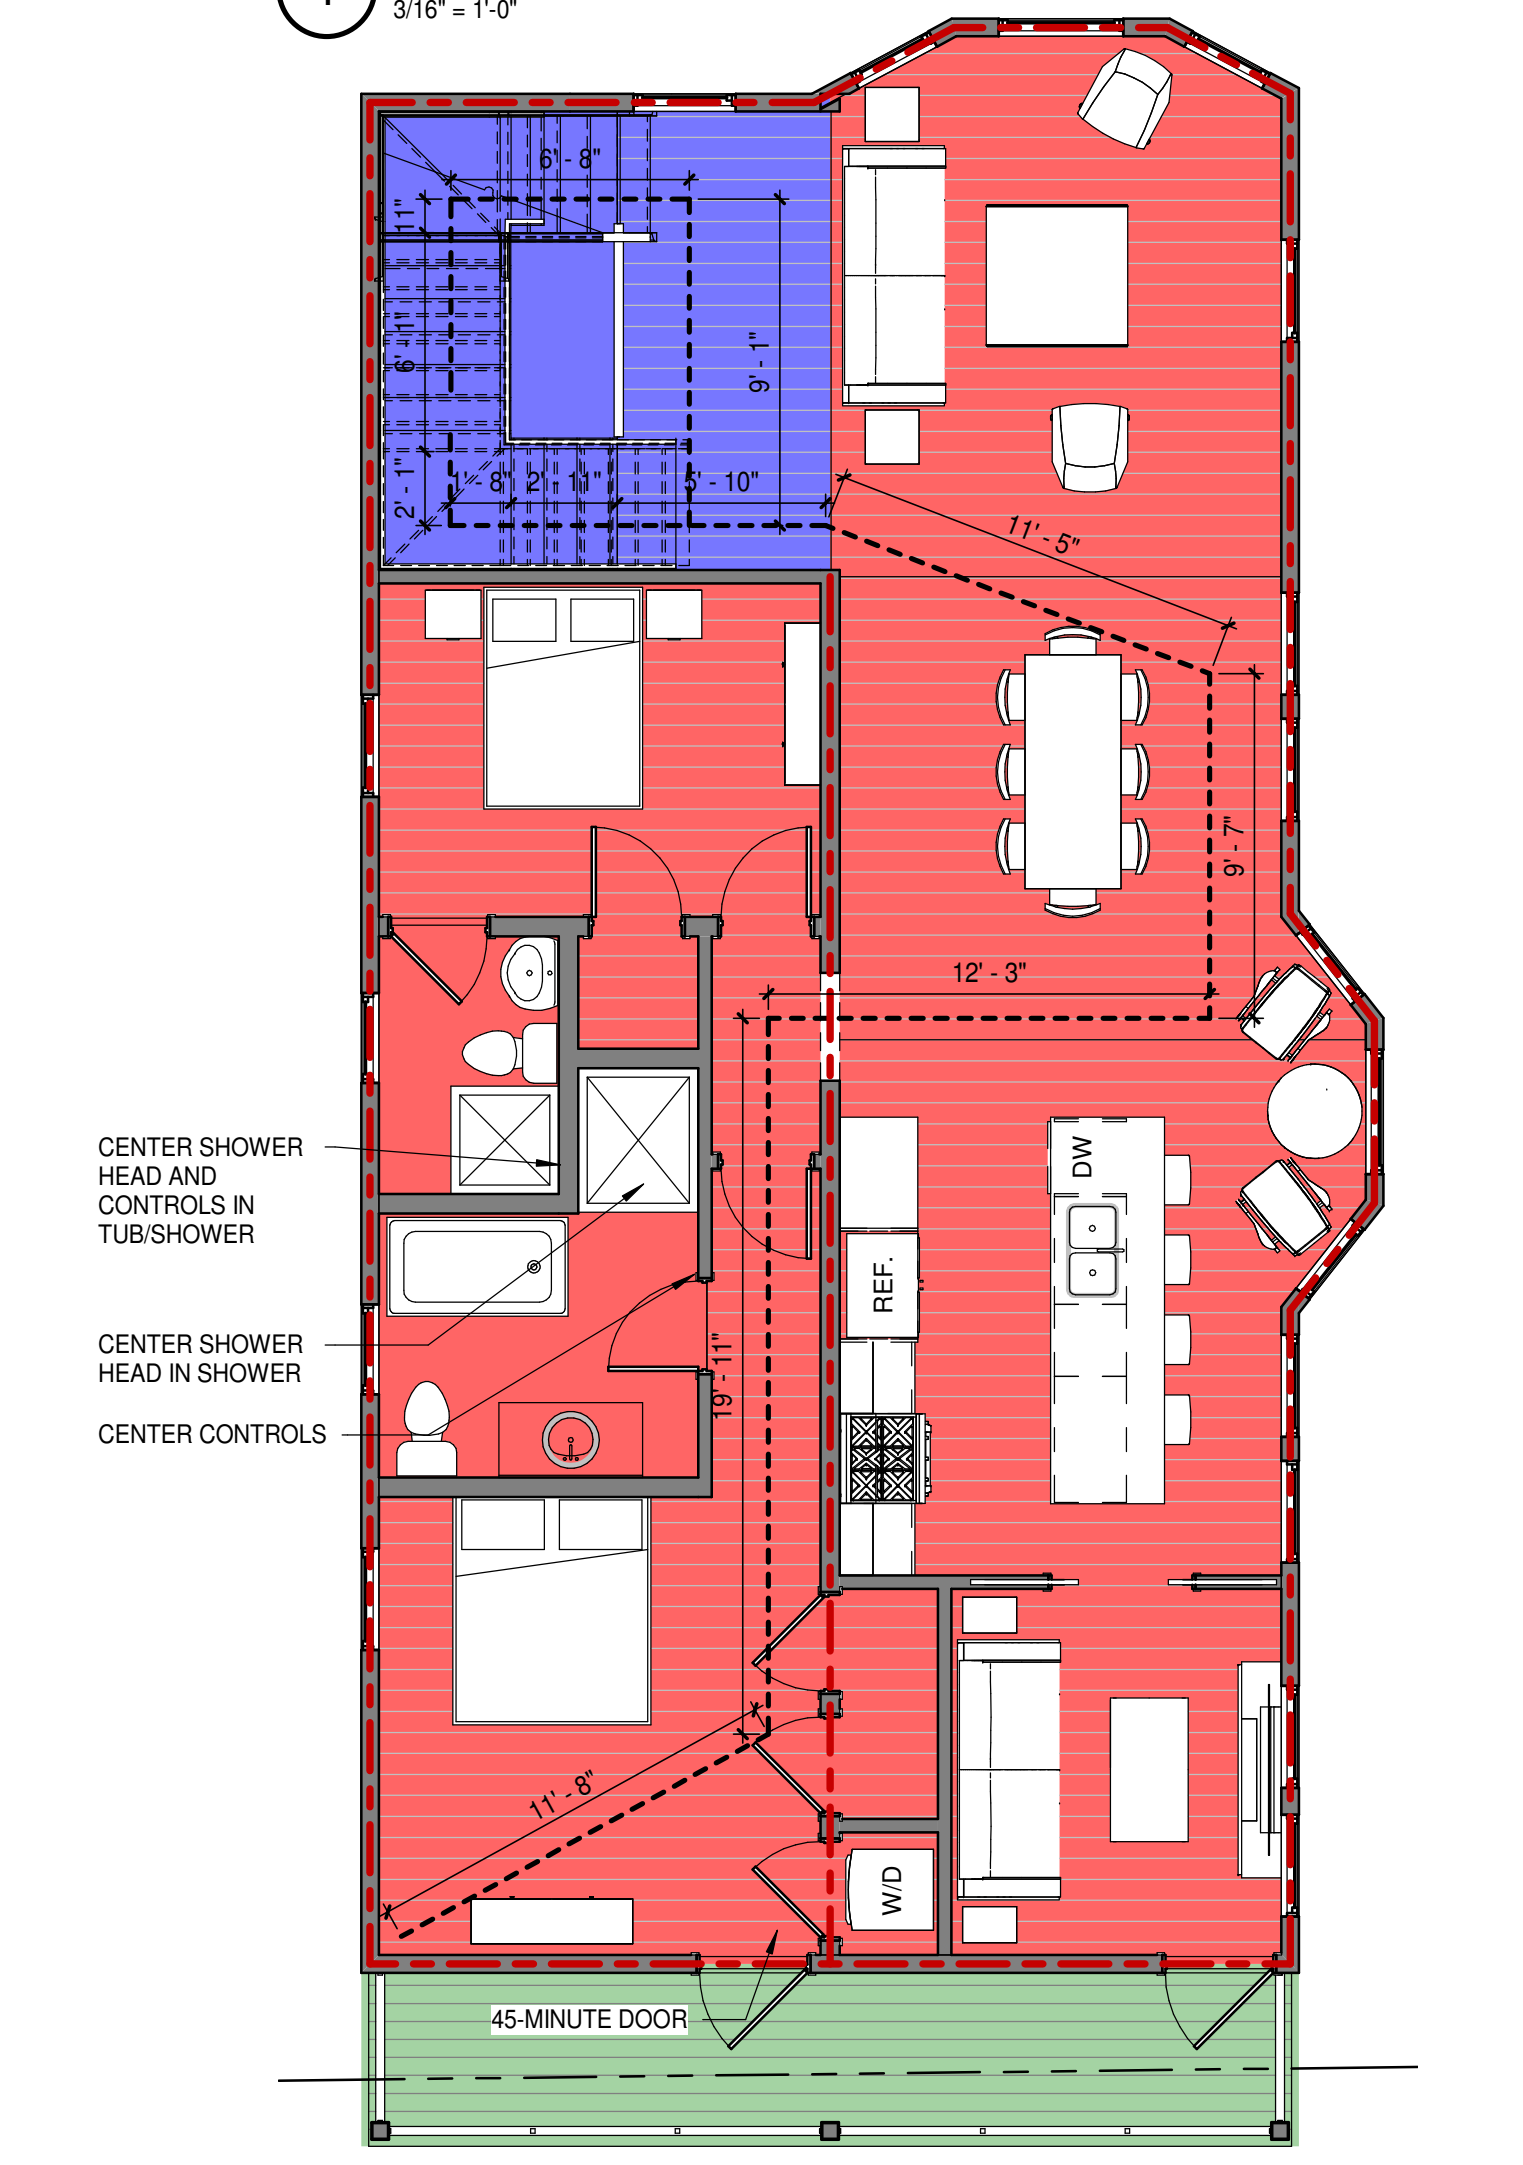 3/16" = 1'-0"
6' - 8"
11"
6' - 1"
9' - 1"
2' - 1"
1' - 8"
2' - 11"
5' - 10"
11' - 5"
9' - 7"
12' - 3"
CENTER SHOWER
HEAD AND
CONTROLS IN
TUB/SHOWER
DW
REF.
CENTER SHOWER
HEAD IN SHOWER
19' - 11"
CENTER CONTROLS
11' - 8"
W/D
45-MINUTE DOOR